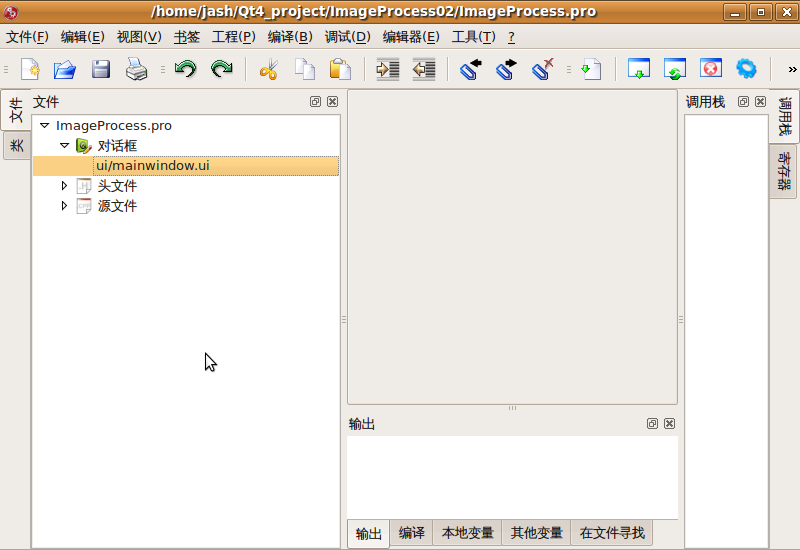 /home/jash/Qt4_project/ImageProcess02/ImageProcess.pro
文件(F) 编辑(E) 视图(V) 书签 工程(P) 编译(B) 调试(D) 编辑器(E) 工具(T) ?
文件
类
文件
ImageProcess.pro
对话框
ui/mainwindow.ui
头文件
源文件
输出
输出 编译 本地变量 其他变量 在文件寻找
调用栈
调用栈
寄存器